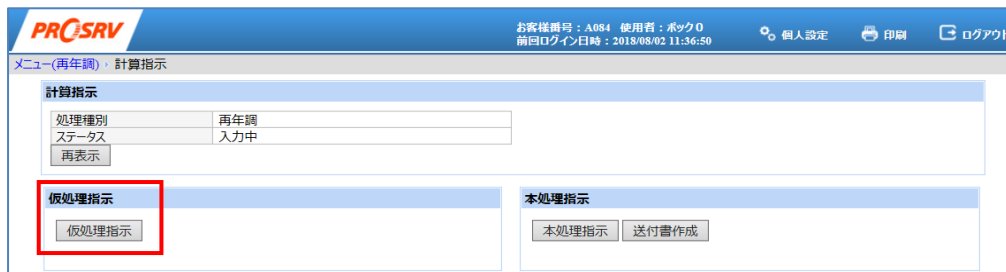 PROSRV
お客様番号：A084 使用者：ボック０
前回ログイン日時：2018/08/02 11:36:50
個人設定
印刷
ログアウト
メニュー(再年調) › 計算指示
計算指示
処理種別 再年調
ステータス 入力中
再表示
仮処理指示
仮処理指示
本処理指示
本処理指示 送付書作成